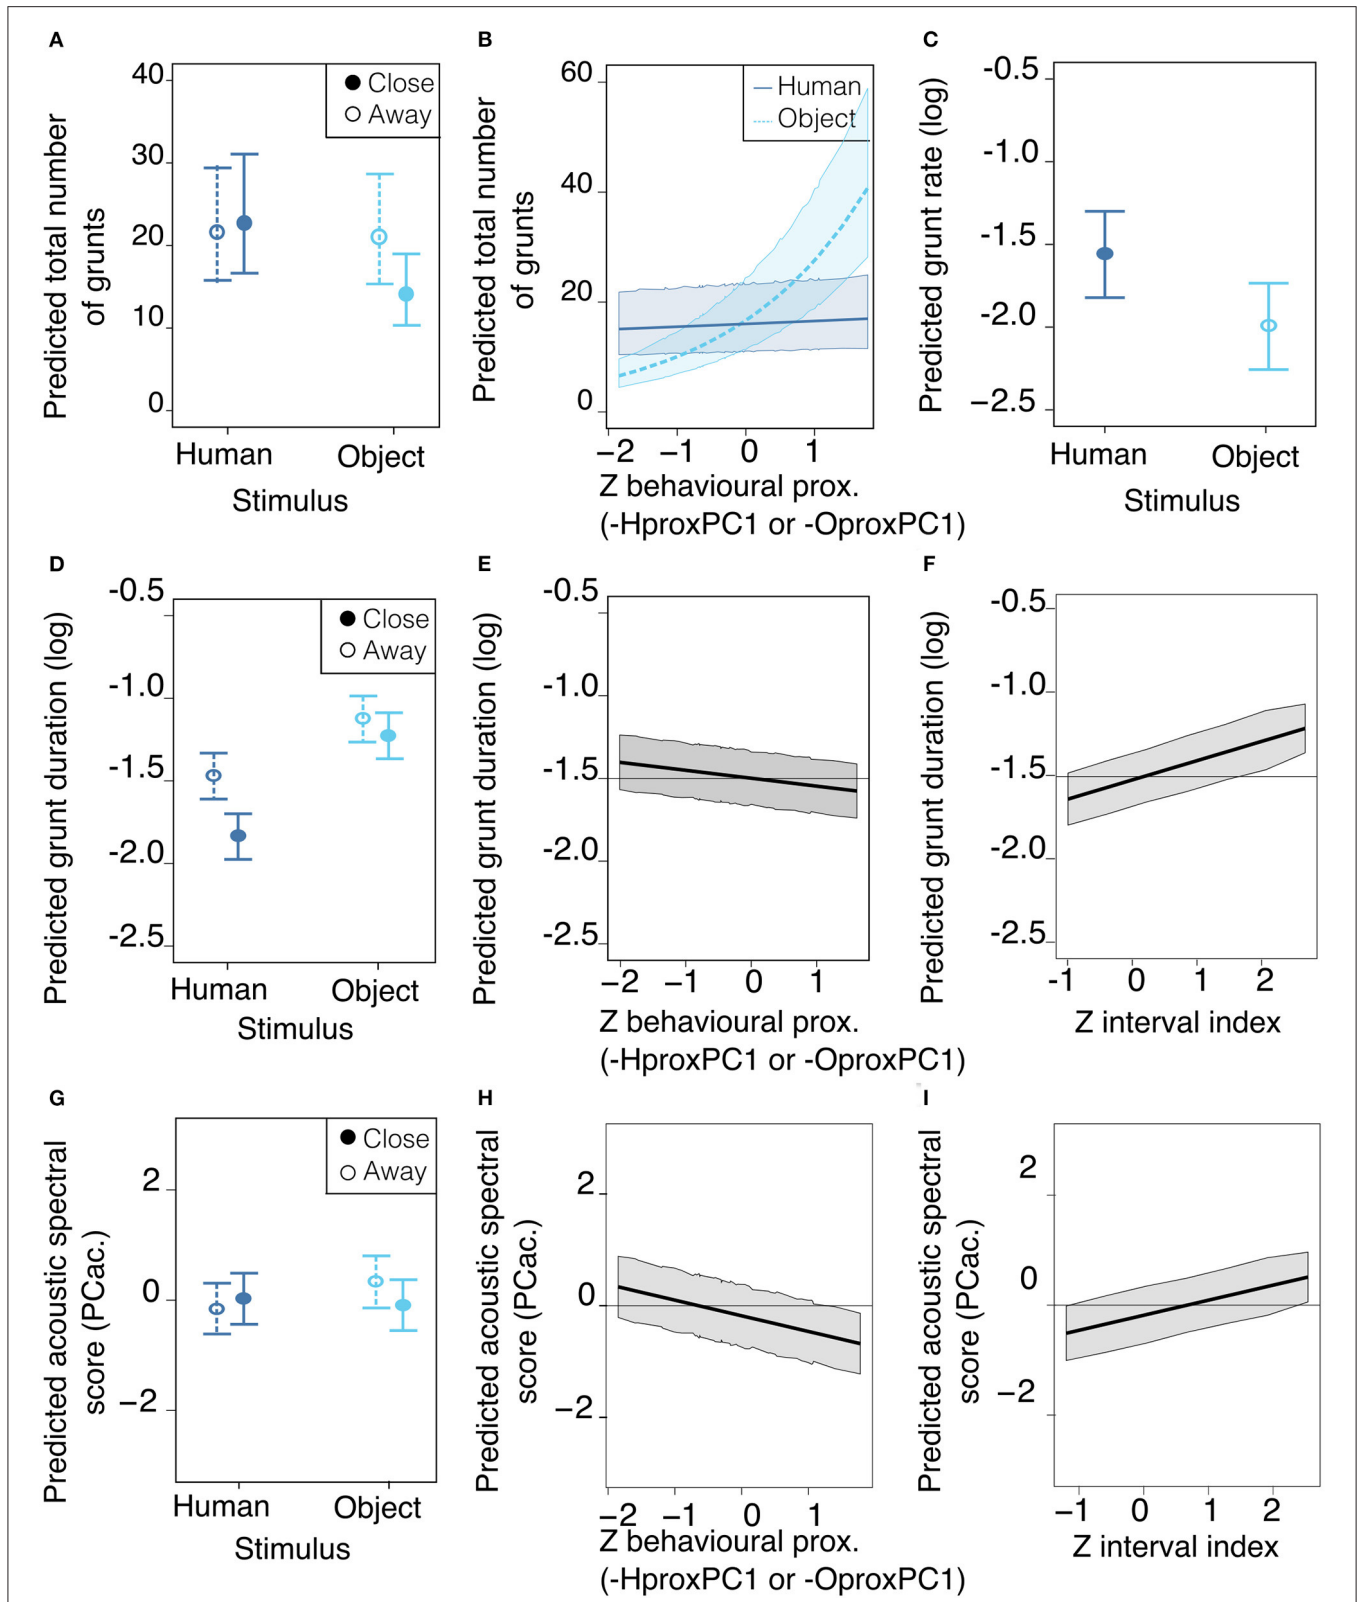 A
Predicted total number
of grunts
40
30
20
10
0
Close
Away
Human
Object
Stimulus
B
Predicted total number
of grunts
60
40
20
0
Human
Object
−2 −1 0 1
Z behavioural prox.
(-HproxPC1 or -OproxPC1)
C
Predicted grunt rate (log)
-0.5
-1.0
-1.5
-2.0
−2.5
Human
Object
Stimulus
D
Predicted grunt duration (log)
-0.5
-1.0
-1.5
-2.0
-2.5
Close
Away
Human
Object
Stimulus
E
Predicted grunt duration (log)
-0.5
-1.0
-1.5
-2.0
-2.5
−2 −1 0 1
Z behavioural prox.
(-HproxPC1 or -OproxPC1)
F
Predicted grunt duration (log)
-0.5
-1.0
-1.5
-2.0
-2.5
-1 0 1 2
Z interval index
G
Predicted acoustic spectral
score (PCac.)
2
0
−2
Close
Away
Human
Object
Stimulus
H
Predicted acoustic spectral
score (PCac.)
2
0
−2
−2 −1 0 1
Z behavioural prox.
(-HproxPC1 or -OproxPC1)
I
Predicted acoustic spectral
score (PCac.)
2
0
−2
−1 0 1 2
Z interval index